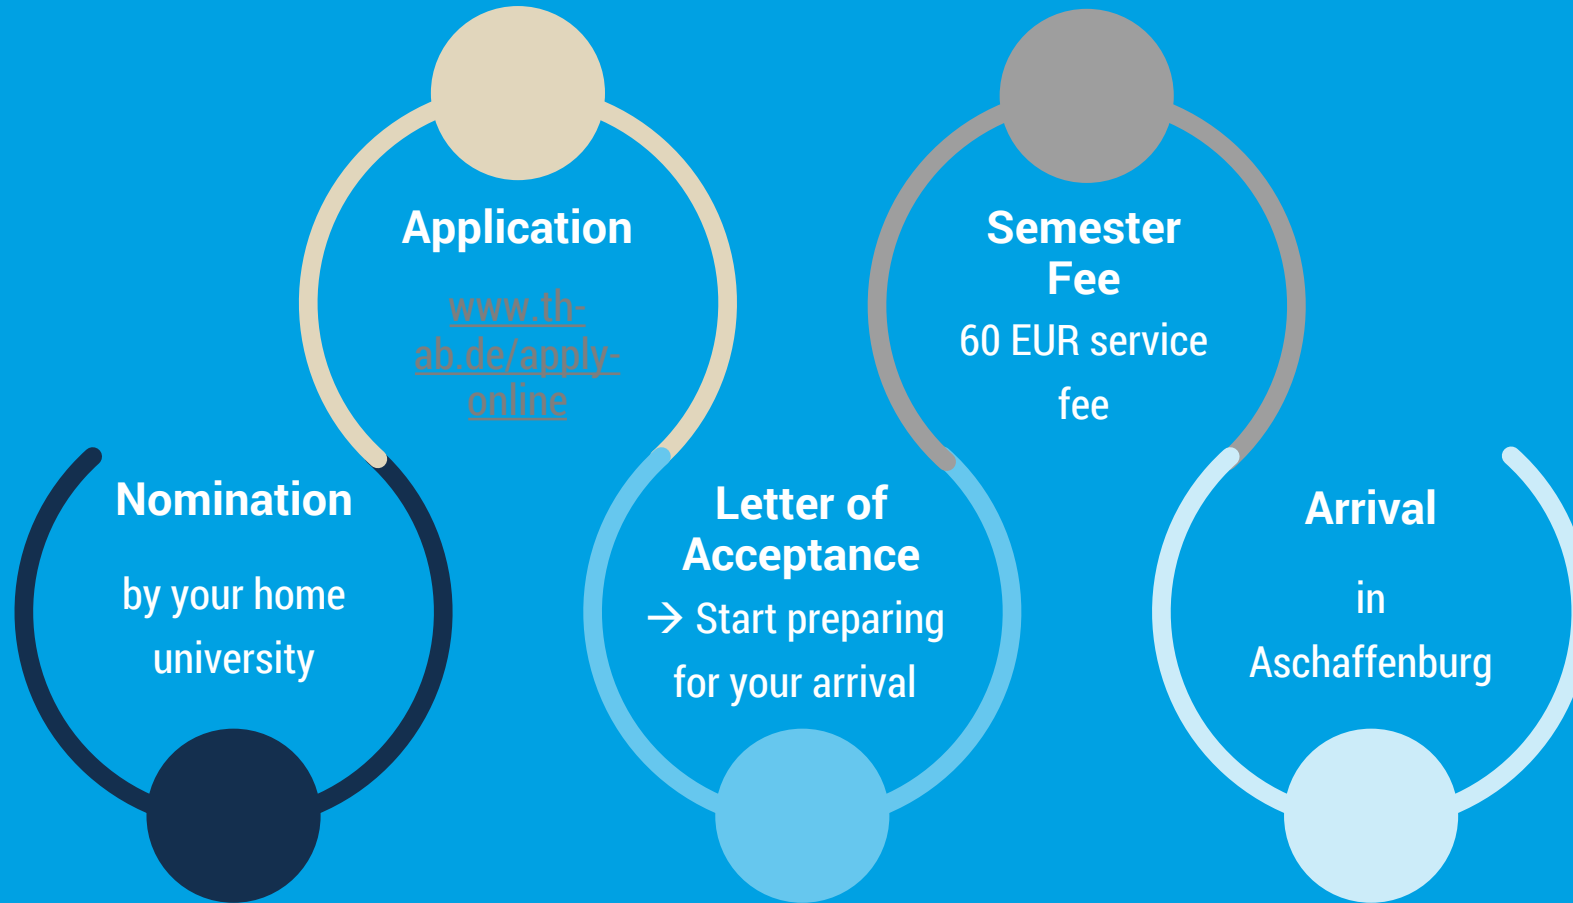 Nomination
by your home
university
Application
www.th-
ab.de/apply-
online
Letter of
Acceptance
→ Start preparing
for your arrival
Semester
Fee
60 EUR service
fee
Arrival
in
Aschaffenburg